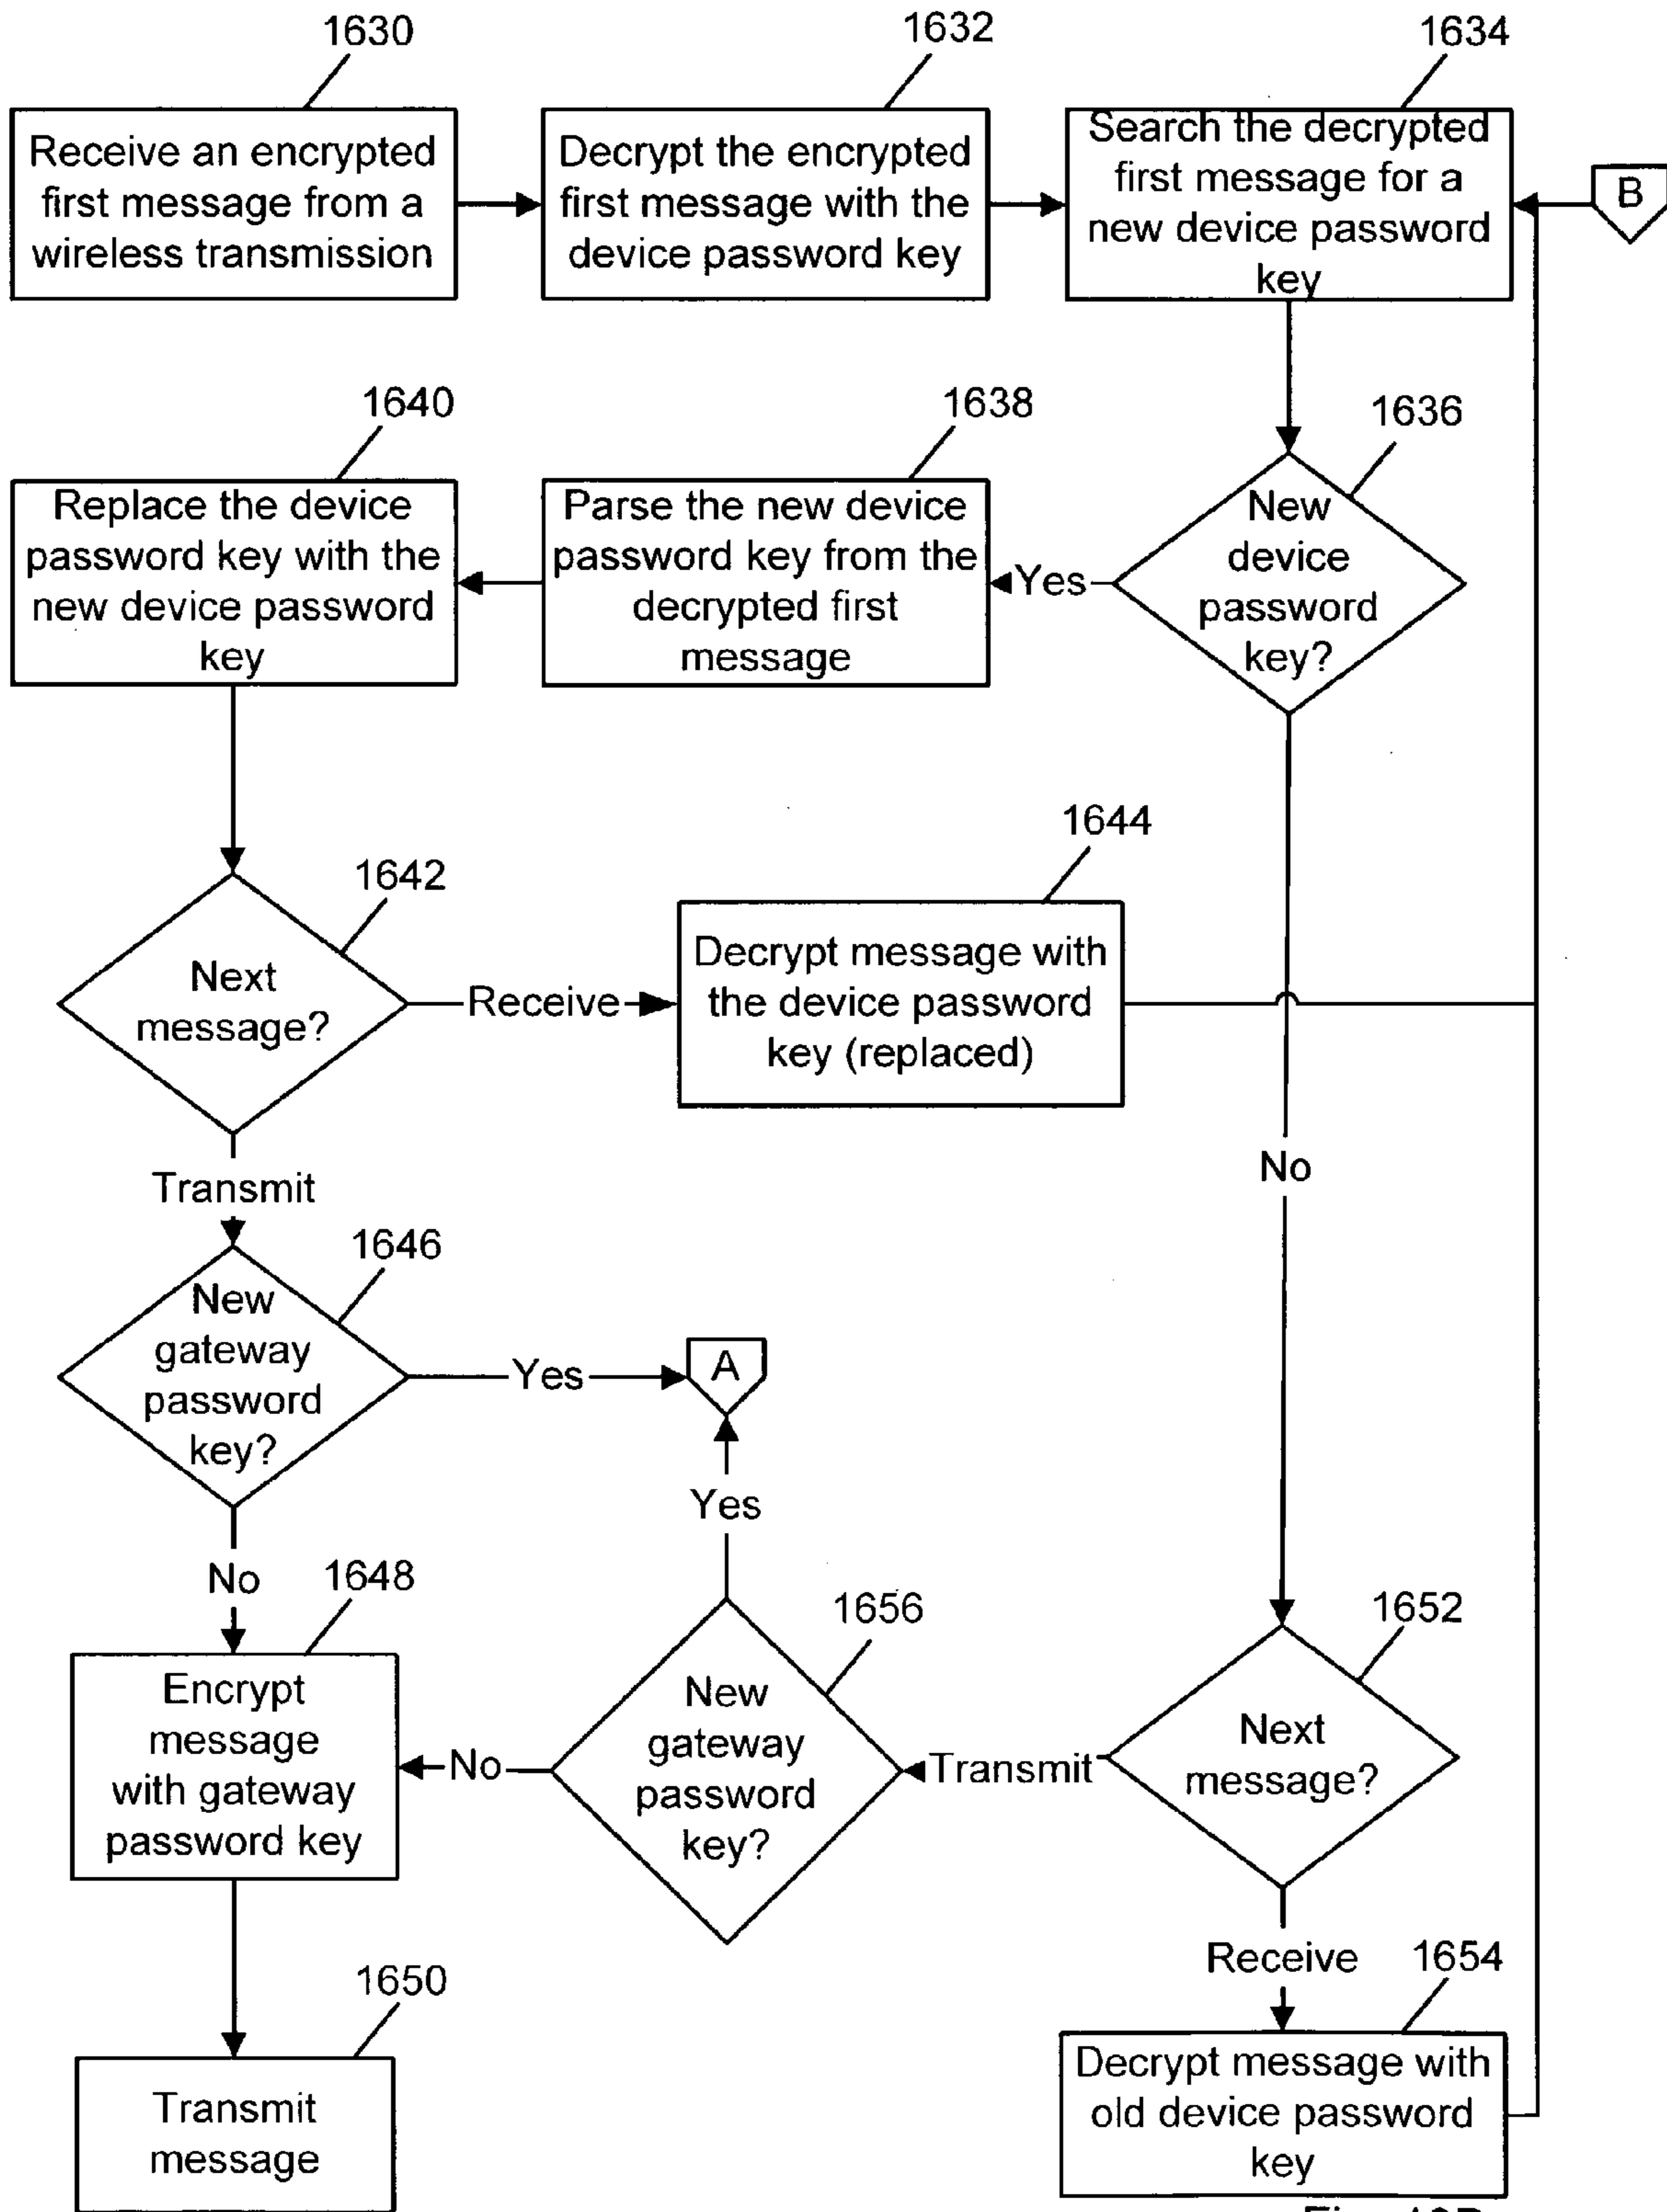 1630
1632
1634
Receive an encrypted
first message from a
wireless transmission
Decrypt the encrypted
first message with the
device password key
Search the decrypted
first message for a
new device password
key
B
1640
1638
1636
Replace the device
password key with the
new device password
key
Parse the new device
password key from the
decrypted first
message
Yes
New
device
password
key?
1642
1644
Next
message?
Receive
Decrypt message with
the device password
key (replaced)
No
Transmit
1646
New
gateway
password
key?
Yes
A
Yes
No
1648
1656
1652
Encrypt
message
with gateway
password key
No
New
gateway
password
key?
Transmit
Next
message?
1650
Receive
1654
Transmit
message
Decrypt message with
old device password
key